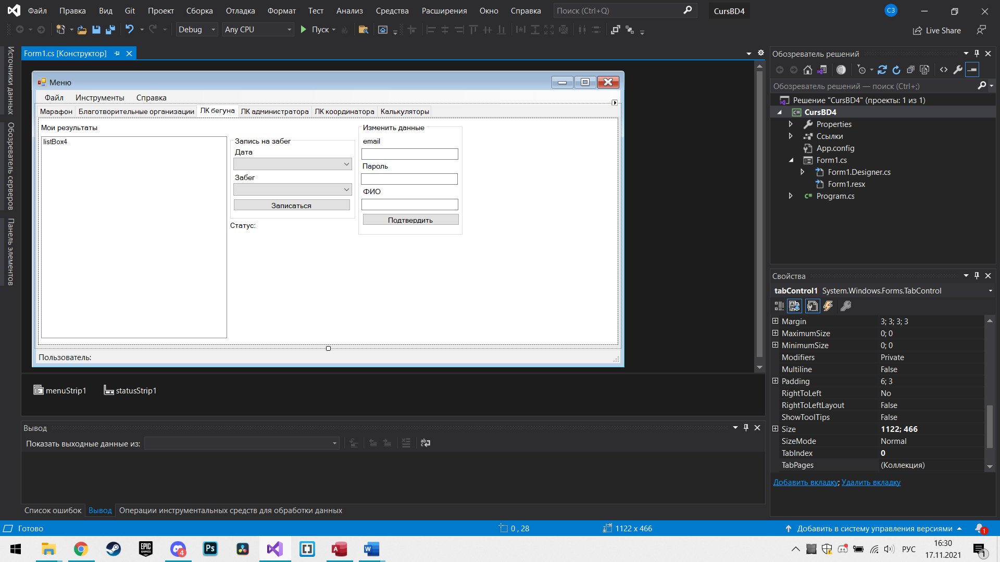 Файл Правка Вид Git Проект Сборка Отладка Формат Тест Анализ Средства Расширения Окно Справка Поиск (Ctrl+Q) CursBD4 СЗ
Debug Any CPU Пуск Live Share
Источники данных
Обозреватель серверов
Панель элементов
Form1.cs [Конструктор]
Меню
Файл Инструменты Справка
Марафон Благотворительные организации ЛК бегуна ЛК администратора ЛК координатора Калькуляторы
Мои результаты
listBox4
Запись на забег
Дата
Забег
Записаться
Статус:
Изменить данные
email
Пароль
ФИО
Подтвердить
Пользователь:
menuStrip1 statusStrip1
Вывод
Показать выходные данные из:
Список ошибок Вывод Операции инструментальных средств для обработки данных
Обозреватель решений
Обозреватель решений — поиск (Ctrl+;)
Решение "CursBD4" (проекты: 1 из 1)
CursBD4
Properties
Ссылки
App.config
Form1.cs
Form1.Designer.cs
Form1.resx
Program.cs
Свойства
tabControl1 System.Windows.Forms.TabControl
Margin 3; 3; 3; 3
MaximumSize 0; 0
MinimumSize 0; 0
Modifiers Private
Multiline False
Padding 6; 3
RightToLeft No
RightToLeftLayout False
ShowToolTips False
Size 1122; 466
SizeMode Normal
TabIndex 0
TabPages (Коллекция)
Добавить вкладку; Удалить вкладку
Готово 0 , 28 1122 x 466 Добавить в систему управления версиями 1
EPIC GAMES 4 Ps A W РУС 16:30
17.11.2021 1